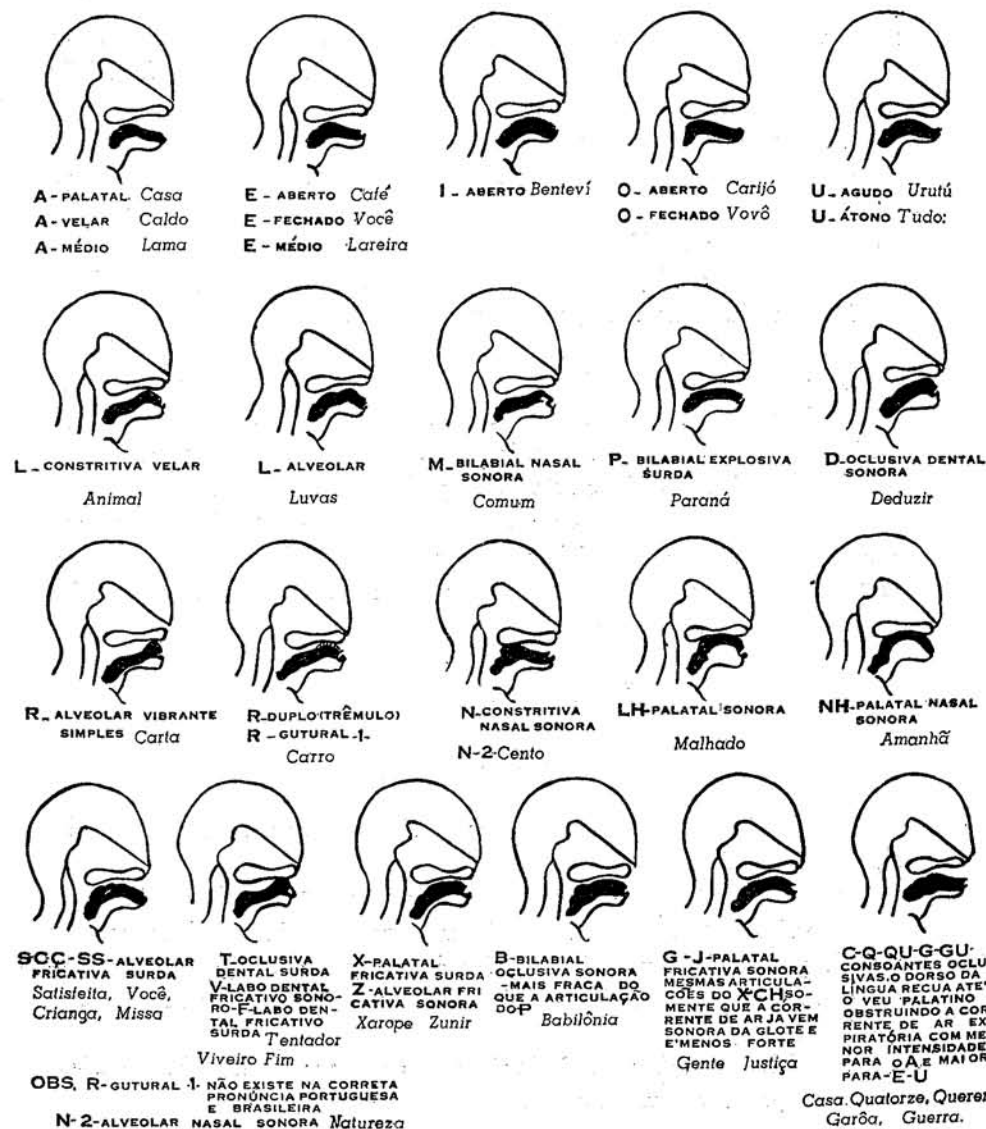 A-PALATAL Casa
A-VELAR Caldo
A-MÉDIO Lama
E-ABERTO Café
E-FECHADO Você
E-MÉDIO Lareira
I-ABERTO Benteví
O-ABERTO Carijó
O-FECHADO Vovô
U-AGUDO Urutú
U-ÁTONO Tudo:
L-CONSTRITIVA VELAR
Animal
L-ALVEOLAR
Luvas
M-BILABIAL NASAL
SONORA
Comum
P-BILABIAL EXPLOSIVA
SURDA
Paraná
D-OCLUSIVA DENTAL
SONORA
Deduzir
R-ALVEOLAR VIBRANTE
SIMPLES Carta
R-DUPLO (TRÊMULO)
R-GUTURAL-1-
Carro
N-CONSTRITIVA
NASAL SONORA
N-2-Cento
LH-PALATAL SONORA
Malhado
NH-PALATAL NASAL
SONORA
Amanhã
S-C-Ç-SS-ALVEOLAR
FRICATIVA SURDA
Satisfeita, Você,
Criança, Missa
T-OCLUSIVA
DENTAL SURDA
V-LABO DENTAL
FRICATIVO SONO-
RO-F-LABO DEN-
TAL FRICATIVO
SURDA Tentador
Viveiro Fim
X-PALATAL
FRICATIVA SURDA
Z-ALVEOLAR FRI
CATIVA SONORA
Xarope Zunir
B-BILABIAL
OCLUSIVA SONORA
-MAIS FRACA DO
QUE A ARTICULAÇÃO
DO P
Babilônia
G-J-PALATAL
FRICATIVA SONORA
MESMAS ARTICULA-
COES DO X-CH SO-
MENTE QUE A COR-
RENTE DE AR JA VEM
SONORA DA GLOTE E
E'MENOS FORTE
Gente Justiça
C-Q-QU-G-GU-
CONSOANTES OCLU
SIVAS.O DORSO DA
LÍNGUA RECUA ATE'
O VEU PALATINO
OBSTRUINDO A COR
RENTE DE AR EX
PIRATÓRIA COM ME
NOR INTENSIDADE
PARA O A, E MAIOR
PARA-E-U
Casa. Quatorze, Querer
Garôa, Guerra.
OBS. R-GUTURAL-1- NÃO EXISTE NA CORRETA
PRONÚNCIA PORTUGUESA
E BRASILEIRA
N-2-ALVEOLAR NASAL SONORA Natureza